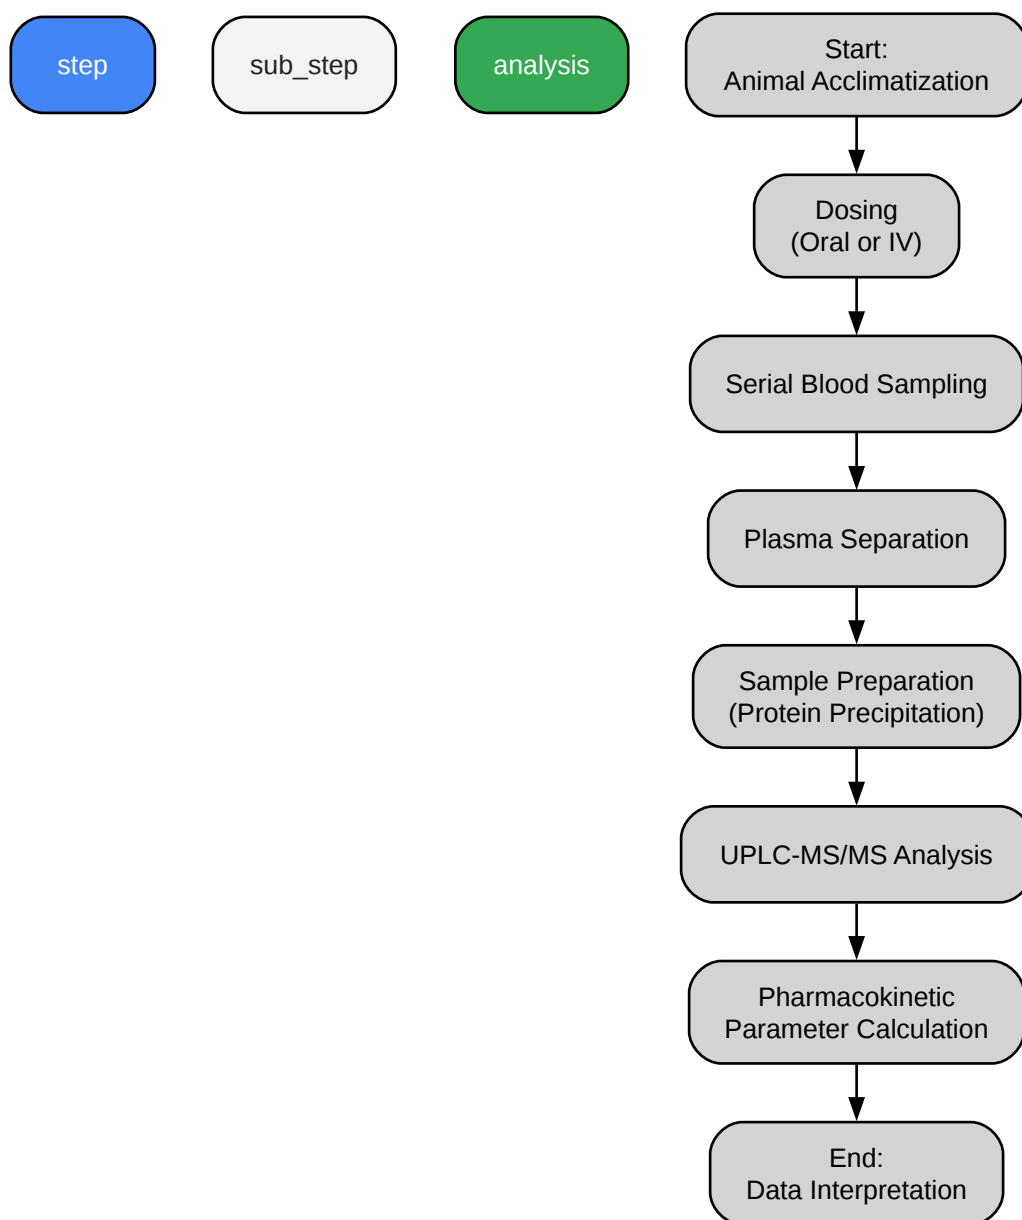 step
sub_step
analysis
Start:
Animal Acclimatization
Dosing
(Oral or IV)
Serial Blood Sampling
Plasma Separation
Sample Preparation
(Protein Precipitation)
UPLC-MS/MS Analysis
Pharmacokinetic
Parameter Calculation
End:
Data Interpretation